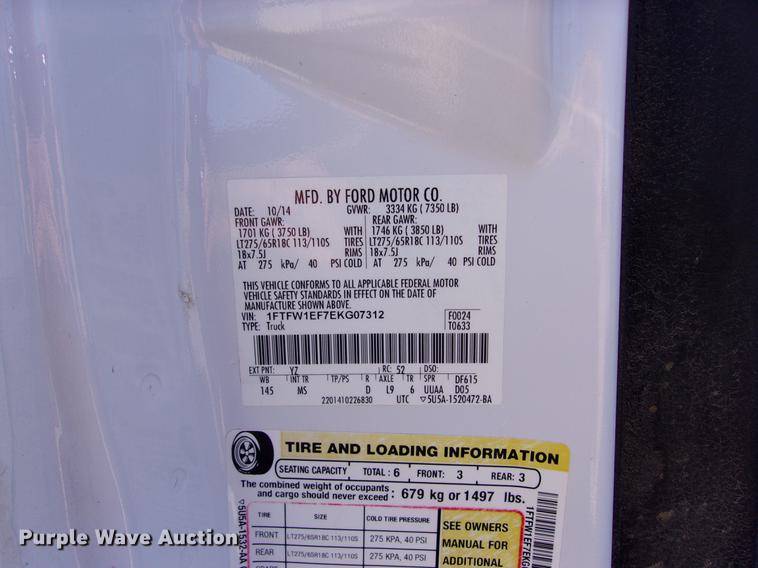 MFD. BY FORD MOTOR CO.
DATE: 10/14 GVWR: 3334 KG ( 7350 LB)
FRONT GAWR: REAR GAWR:
1701 KG ( 3750 LB) WITH 1746 KG ( 3850 LB) WITH
LT275/65R18C 113/110S TIRES LT275/65R18C 113/110S TIRES
18x7.5J RIMS 18x7.5J RIMS
AT 275 kPa/ 40 PSI COLD AT 275 kPa/ 40 PSI COLD
THIS VEHICLE CONFORMS TO ALL APPLICABLE FEDERAL MOTOR
VEHICLE SAFETY STANDARDS IN EFFECT ON THE DATE OF
MANUFACTURE SHOWN ABOVE.
VIN: 1FTFW1EF7EKG07312 F0024
TYPE: Truck T0633
EXT PNT: YZ RC: 52 DSO:
WB INT TR TP/PS R AXLE TR SPR DF615
145 MS D L9 6 UUAA D05
2201410226830 UTC ▽5U5A-1520472-BA
TIRE AND LOADING INFORMATION
SEATING CAPACITY TOTAL : 6 FRONT: 3 REAR: 3
The combined weight of occupants
and cargo should never exceed : 679 kg or 1497 lbs.
TIRE SIZE COLD TIRE PRESSURE
FRONT LT275/65R18C 113/110S 275 KPA, 40 PSI
REAR LT275/65R18C 113/110S 275 KPA, 40 PSI
SEE OWNERS
MANUAL FOR
ADDITIONAL
▽5U5A-1532-AA
1FTFW1EF7EKG
Purple Wave Auction